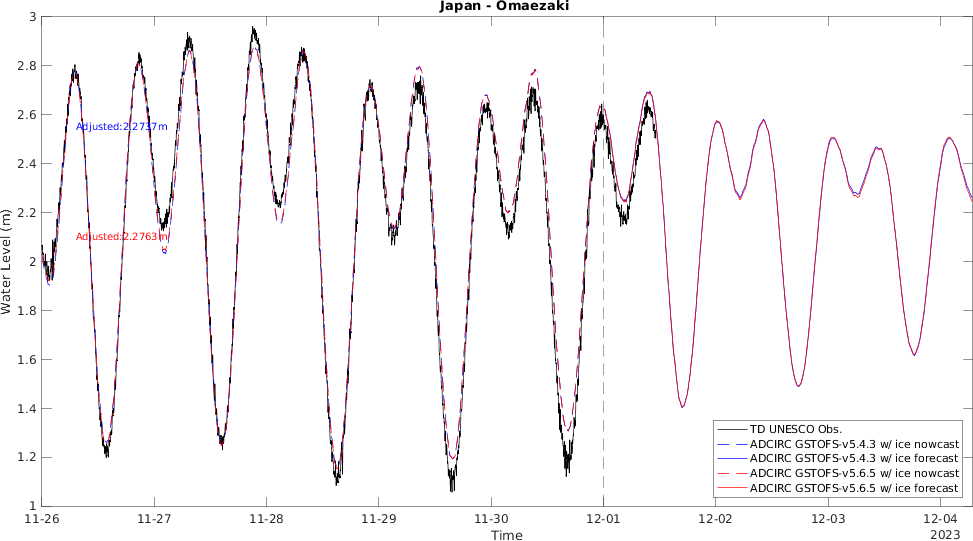 Japan - Omaezaki
3
2.8
2.6
2.4
2.2
2
1.8
1.6
1.4
1.2
1
Water Level (m)
Adjusted:2.2737m
Adjusted:2.2763m
TD UNESCO Obs.
ADCIRC GSTOFS-v5.4.3 w/ ice nowcast
ADCIRC GSTOFS-v5.4.3 w/ ice forecast
ADCIRC GSTOFS-v5.6.5 w/ ice nowcast
ADCIRC GSTOFS-v5.6.5 w/ ice forecast
11-26 11-27 11-28 11-29 11-30 12-01 12-02 12-03 12-04
2023
Time